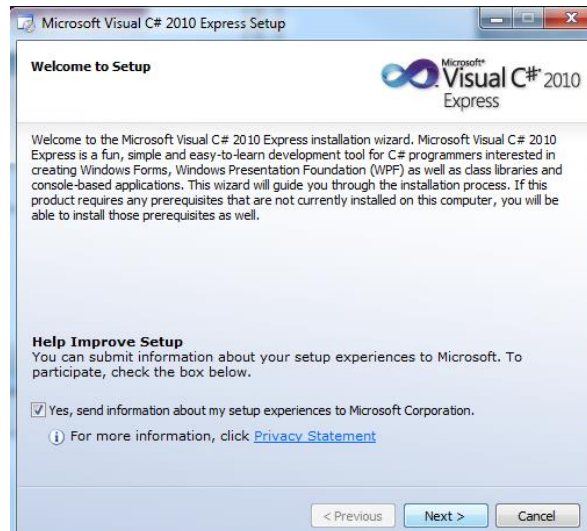 Microsoft Visual C# 2010 Express Setup
Welcome to Setup
Microsoft®
Visual C#® 2010
Express
Welcome to the Microsoft Visual C# 2010 Express installation wizard. Microsoft Visual C# 2010
Express is a fun, simple and easy-to-learn development tool for C# programmers interested in
creating Windows Forms, Windows Presentation Foundation (WPF) as well as class libraries and
console-based applications. This wizard will guide you through the installation process. If this
product requires any prerequisites that are not currently installed on this computer, you will be
able to install those prerequisites as well.
Help Improve Setup
You can submit information about your setup experiences to Microsoft. To
participate, check the box below.
Yes, send information about my setup experiences to Microsoft Corporation.
For more information, click Privacy Statement
< Previous Next > Cancel